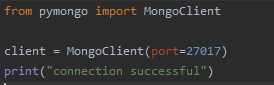 from pymongo import MongoClient
client = MongoClient(port=27017)
print("connection successful")